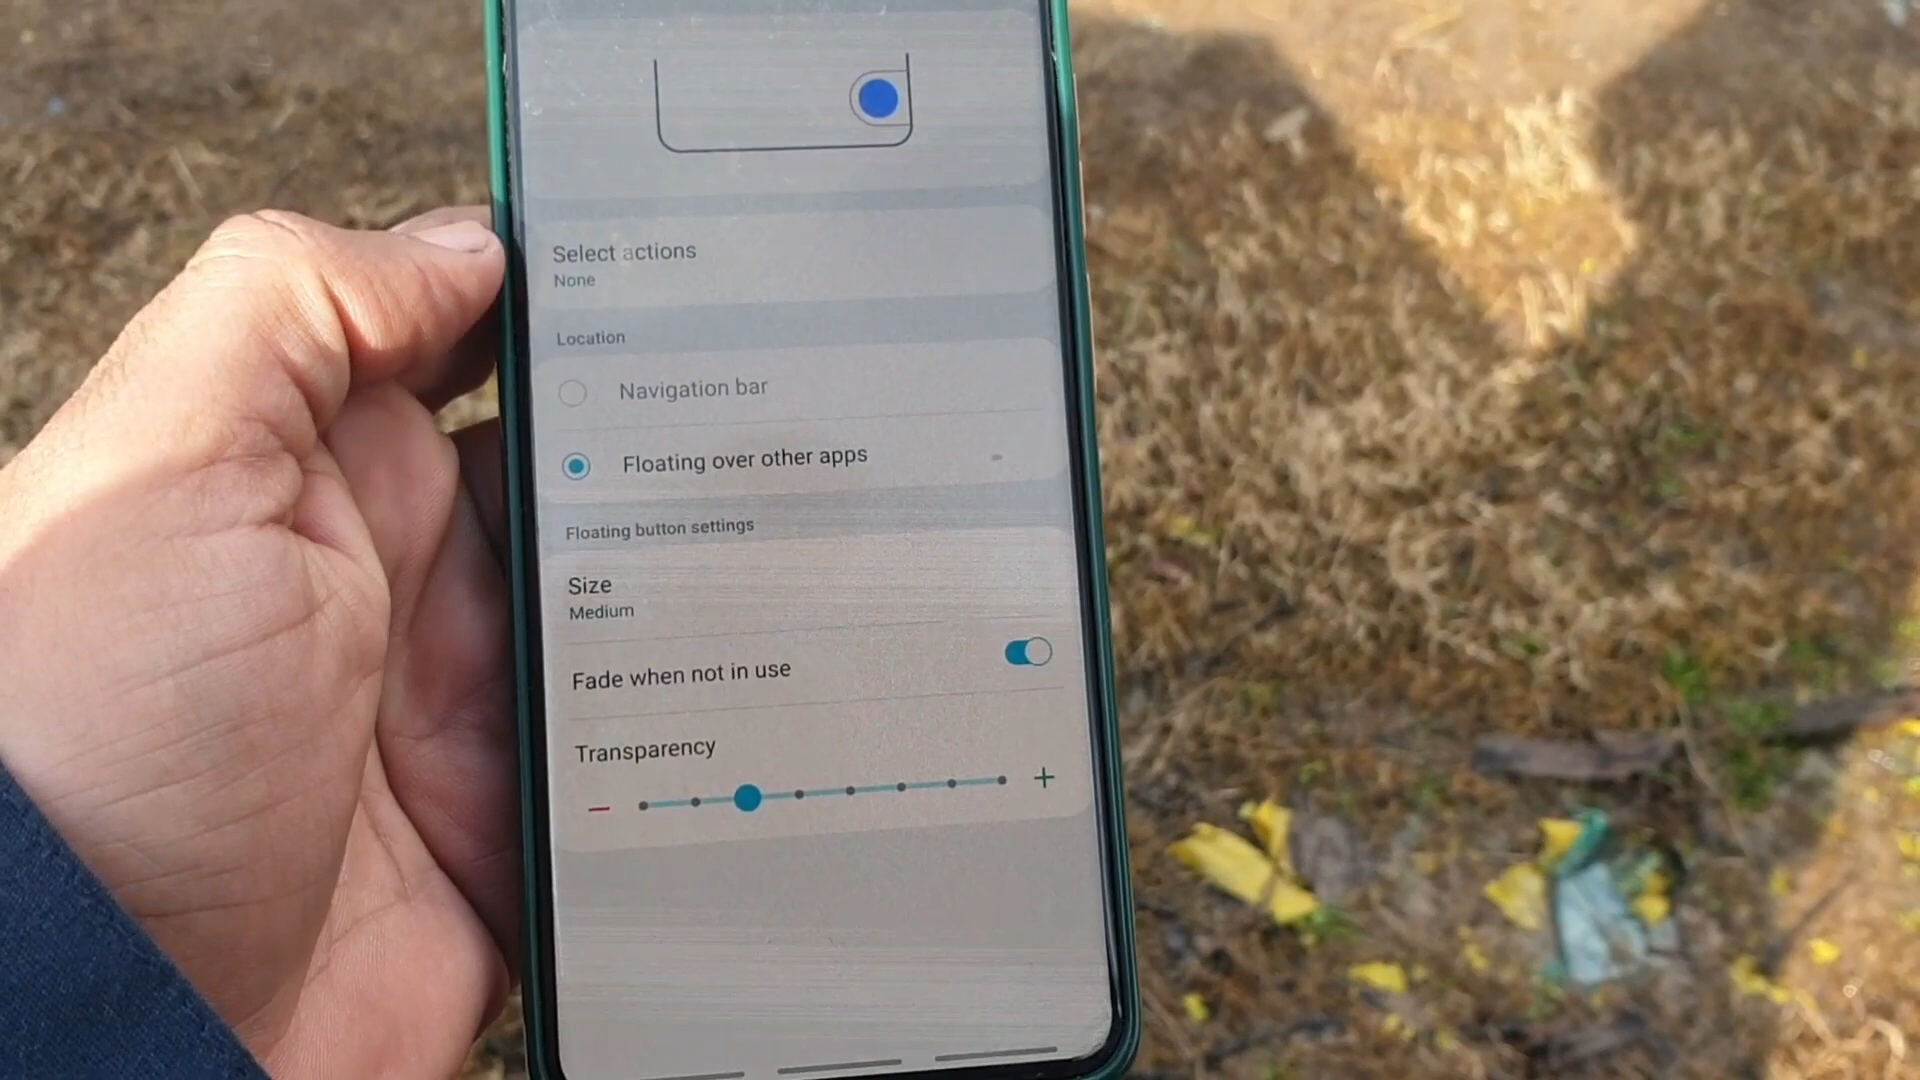 Select actions
None
Location
Navigation bar
Floating over other apps
Floating button settings
Size
Medium
Fade when not in use
Transparency